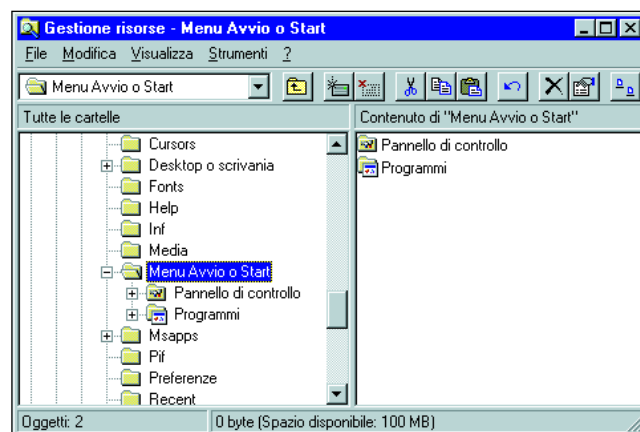 Gestione risorse - Menu Avvio o Start
File Modifica Visualizza Strumenti ?
Menu Avvio o Start
Tutte le cartelle
Contenuto di "Menu Avvio o Start"
Cursors
Desktop o scrivania
Fonts
Help
Inf
Media
Menu Avvio o Start
Pannello di controllo
Programmi
Msapps
Pif
Preferenze
Recent
Pannello di controllo
Programmi
Oggetti: 2
0 byte (Spazio disponibile: 100 MB)